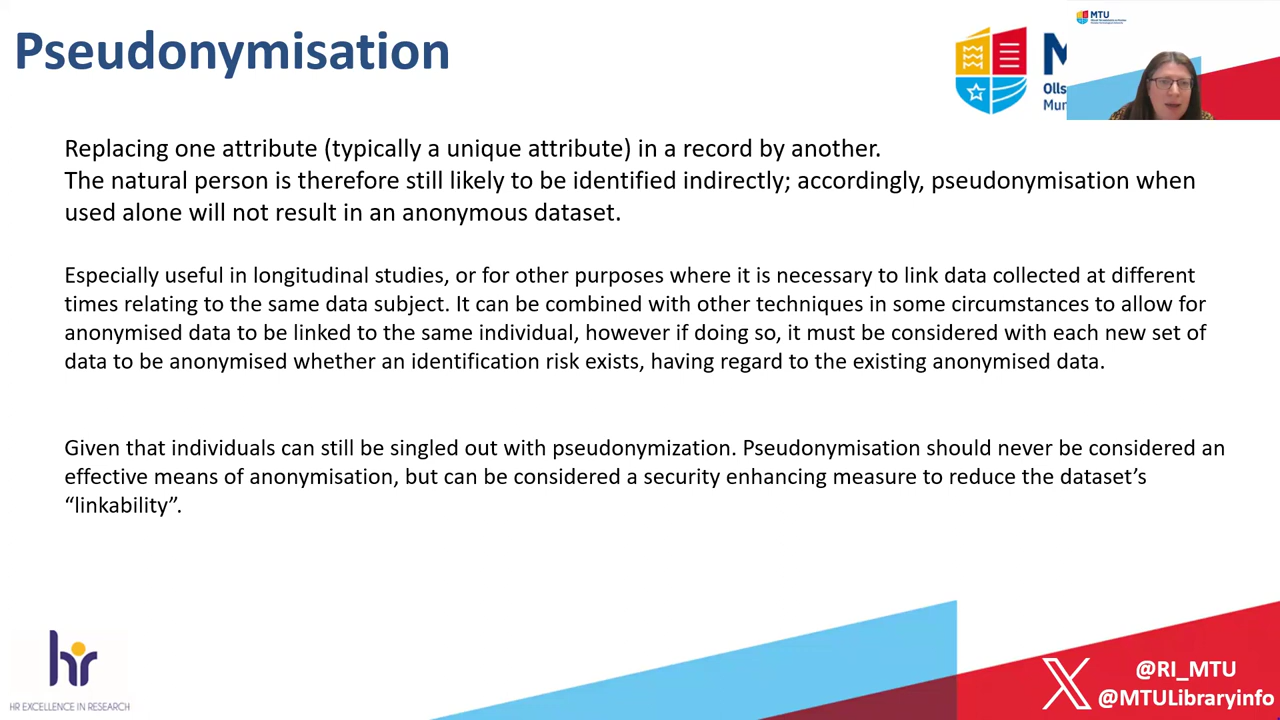 Pseudonymisation
MTU
M
Olls
Mur
Replacing one attribute (typically a unique attribute) in a record by another.
The natural person is therefore still likely to be identified indirectly; accordingly, pseudonymisation when
used alone will not result in an anonymous dataset.
Especially useful in longitudinal studies, or for other purposes where it is necessary to link data collected at different
times relating to the same data subject. It can be combined with other techniques in some circumstances to allow for
anonymised data to be linked to the same individual, however if doing so, it must be considered with each new set of
data to be anonymised whether an identification risk exists, having regard to the existing anonymised data.
Given that individuals can still be singled out with pseudonymization. Pseudonymisation should never be considered an
effective means of anonymisation, but can be considered a security enhancing measure to reduce the dataset's
“linkability”.
hr
HR EXCELLENCE IN RESEARCH
@RI_MTU
@MTULibraryinfo